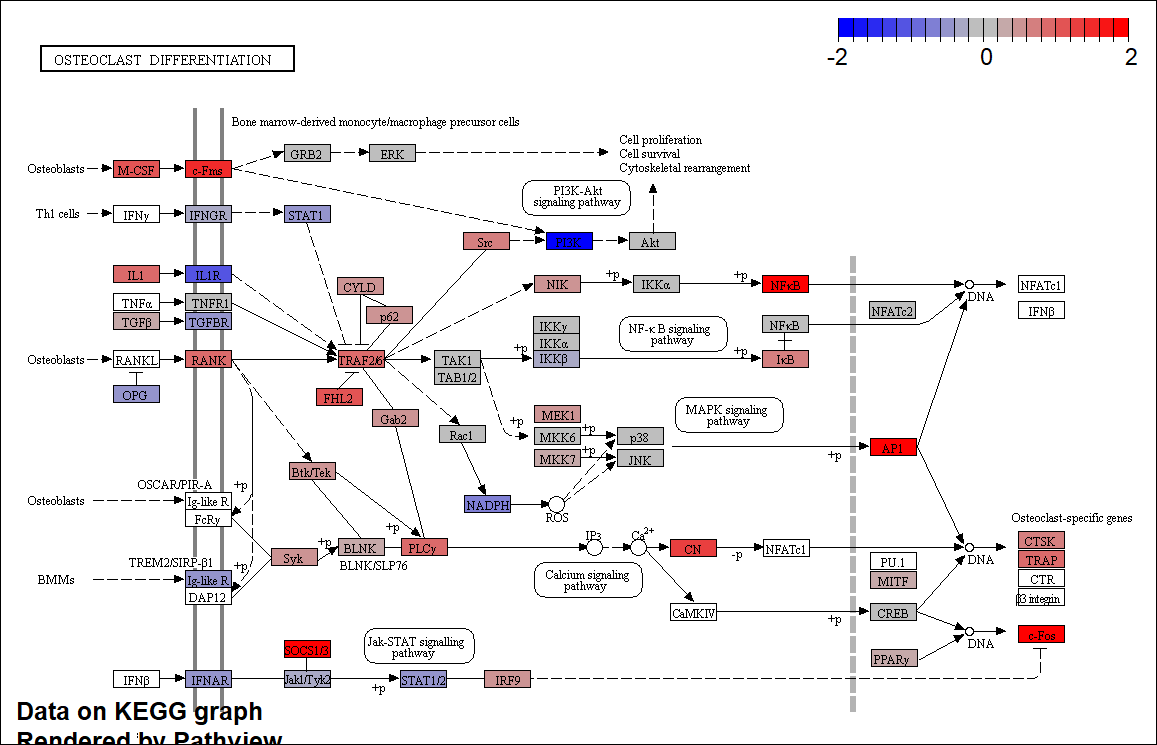 -2 0 2
OSTEOCLAST DIFFERENTIATION
Bone marrow-derived monocyte/macrophage precursor cells
Osteoblasts M-CSF c-Fms GRB2 ERK
Cell proliferation
Cell survival
Cytoskeletal rearrangement
PI3K-Akt
signaling pathway
Th1 cells IFNγ IFNGR STAT1
Src PI3K Akt
IL1 IL1R CYLD NIK +p IKKα +p NFκB NFATc1
DNA
TNFα TNFR1 p62 NFATc2 IFNβ
TGFβ TGFBR IKKγ NF-κ B signaling
pathway
NFκB
IKKα
Osteoblasts RANKL RANK TRAF2/6 TAK1 +p IKKβ +p IκB
TAB1/2
OPG FHL2
Gab2 MEK1 MAPK signaling
pathway
+p
Rac1 MKK6 +p p38
+p AP1
MKK7 +p JNK
Btk/Tek
OSCAR/PIR-A +p
Osteoblasts Ig-like R NADPH ROS
FcRγ
Osteoclast-specific genes
+p IP3 Ca2+
Syk +p BLNK PLCγ CN -p NFATc1 DNA CTSK
BLNK/SLP76
TRAP
TREM2/SIRP-β1 +p PU.1
BMMs Ig-like R Calcium signaling
pathway
MITF CTR
DAP12 β3 integrin
CaMKIV +p CREB
DNA c-Fos
SOCS1/3 Jak-STAT signalling
pathway
PPARγ
IFNβ IFNAR Jak1/Tyk2 +p STAT1/2 IRF9
Data on KEGG graph
Rendered by Pathview